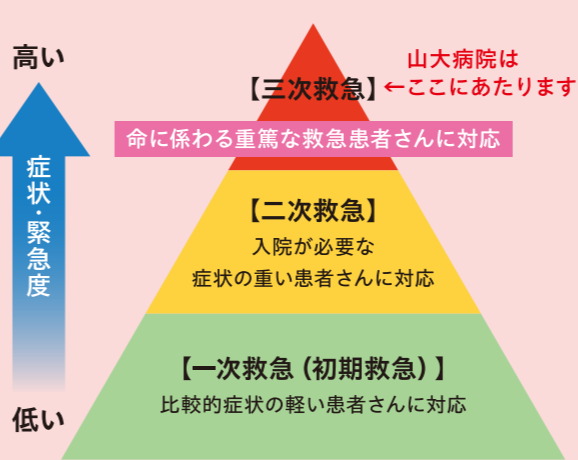 高い
山大病院は
【三次救急】
←ここにあたります
命に係わる重篤な救急患者さんに対応
症状・緊急度
【二次救急】
入院が必要な
症状の重い患者さんに対応
【一次救急（初期救急）】
比較的症状の軽い患者さんに対応
低い